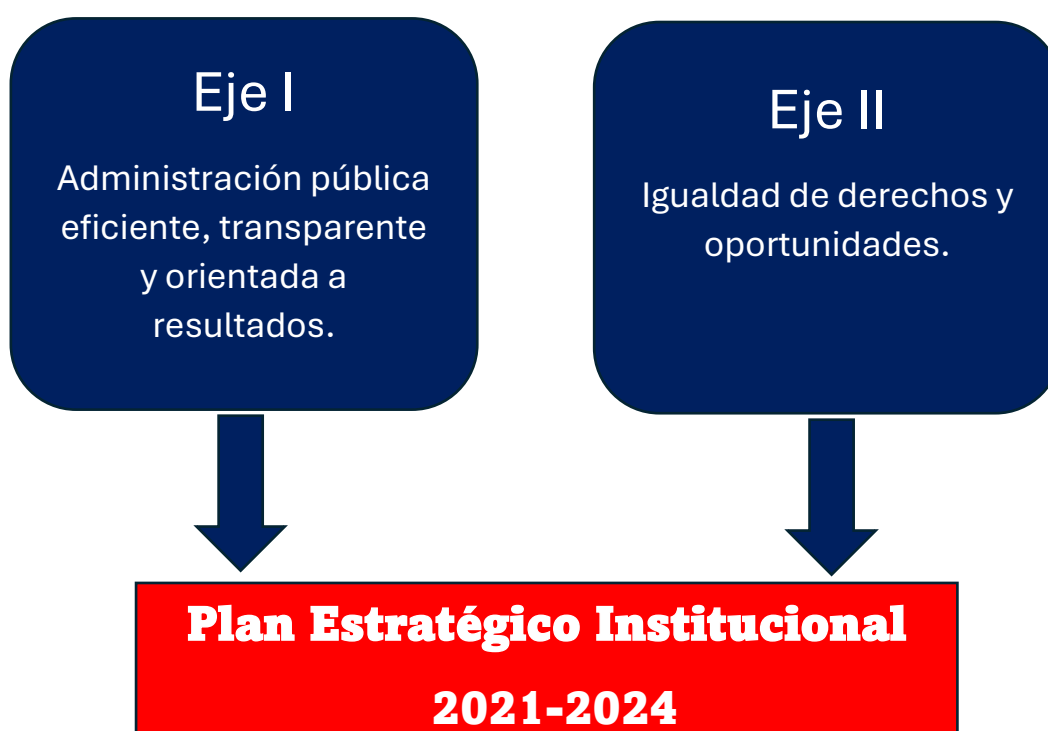 Eje I
Administración pública
eficiente, transparente
y orientada a
resultados.
Eje II
Igualdad de derechos y
oportunidades.
Plan Estratégico Institucional
2021-2024